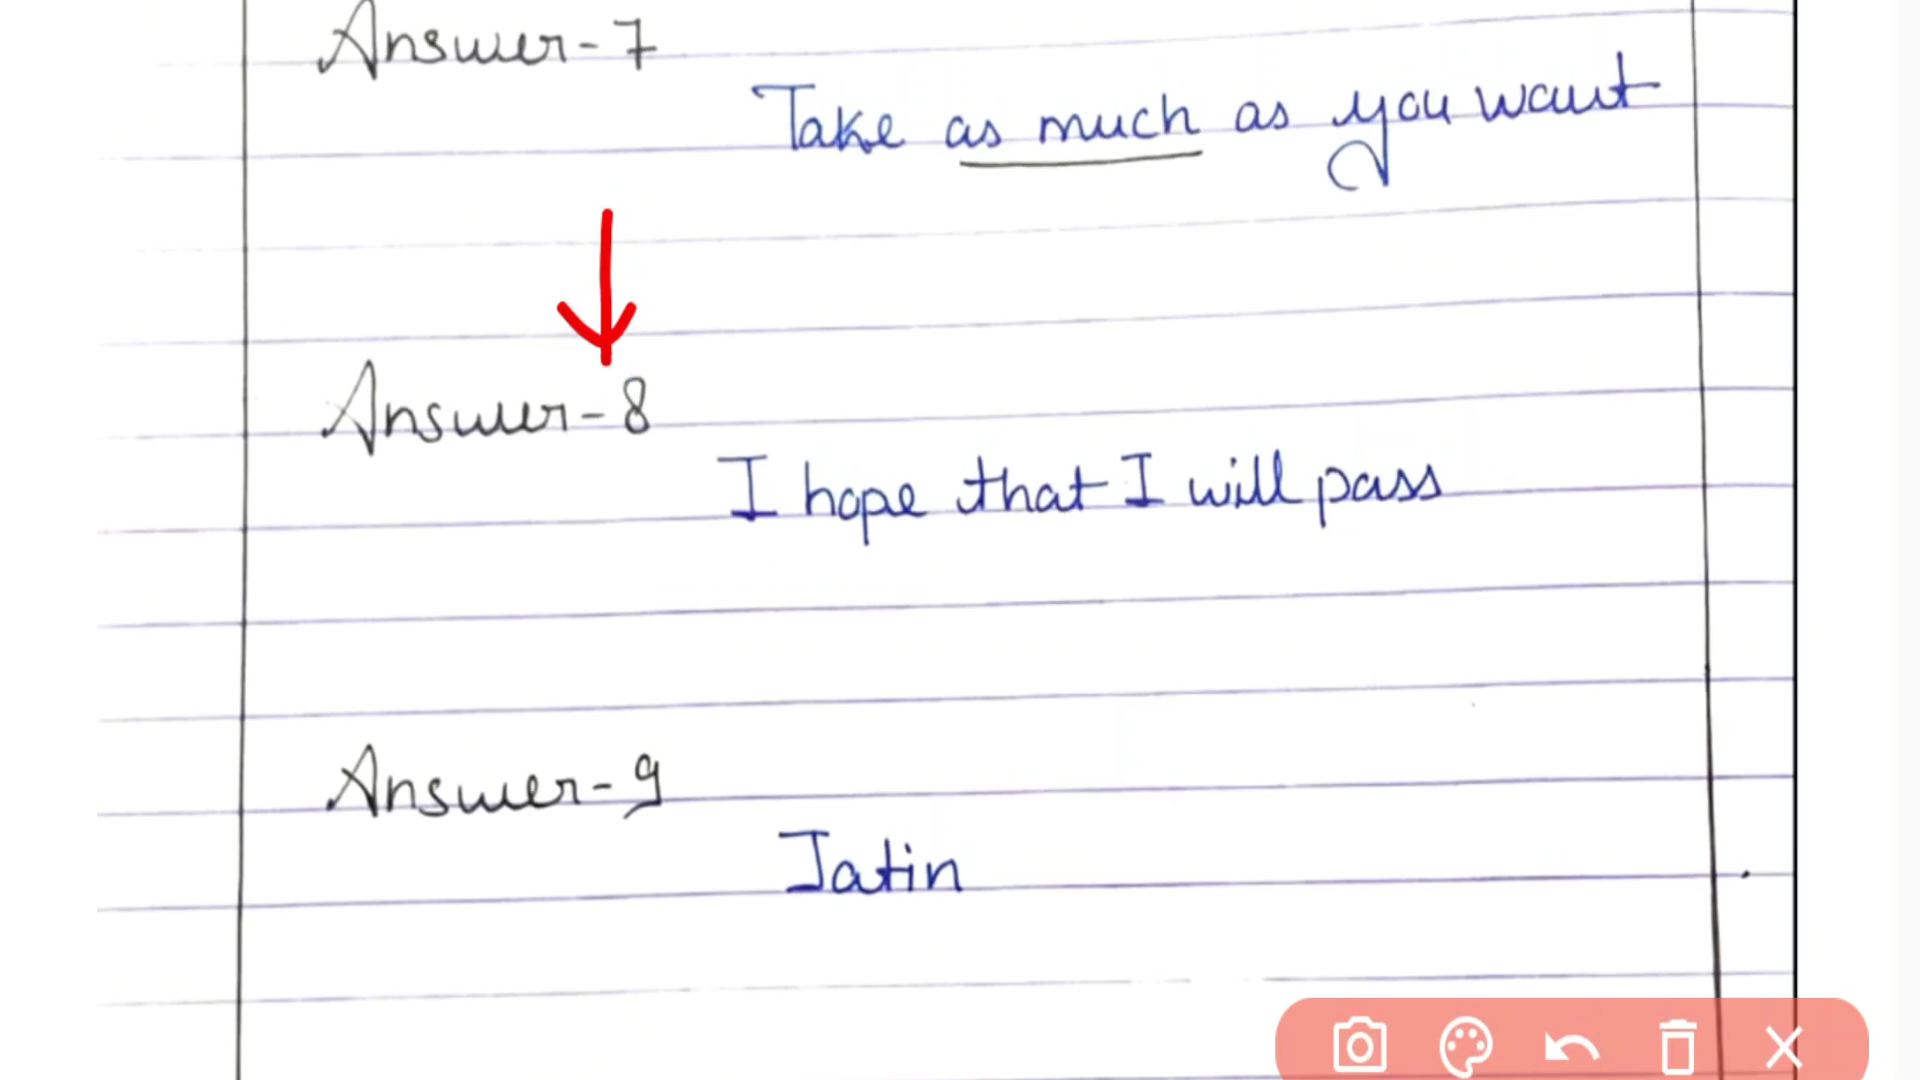 Answer-7
Take as much as you want
Answer-8
I hope that I will pass
Answer-9
Jatin